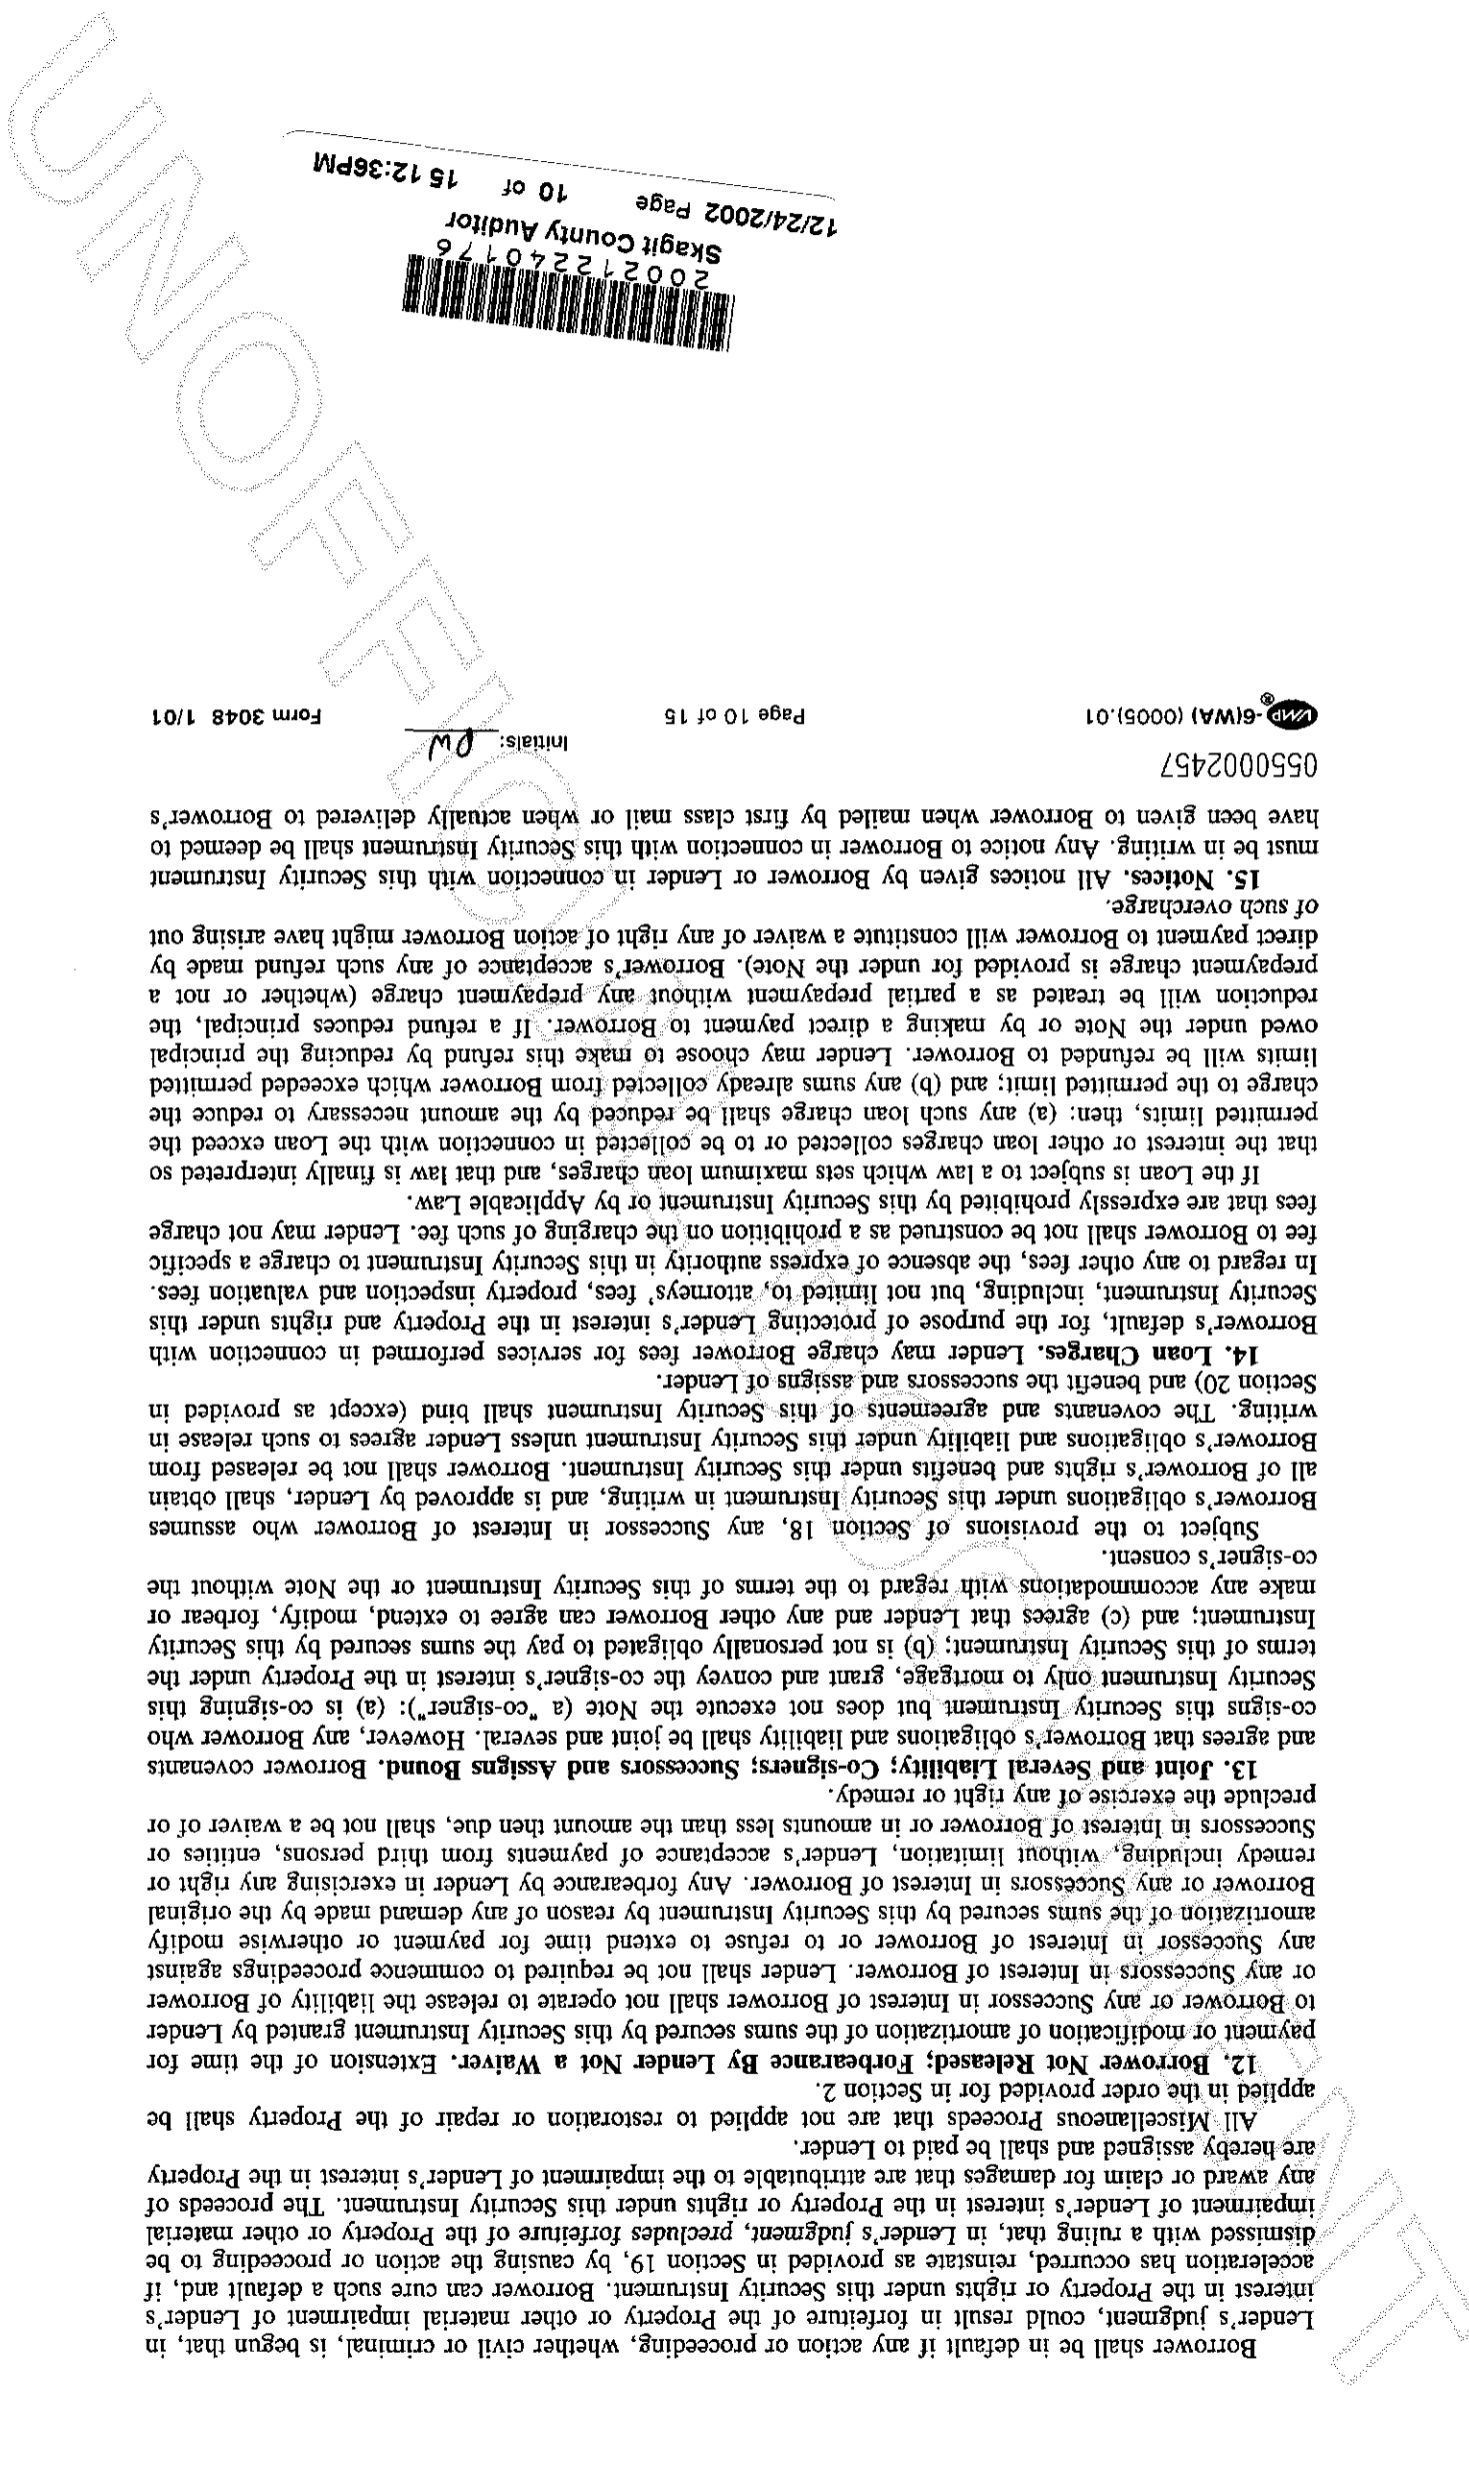 Borrower shall be in default if any action or proceeding, whether civil or criminal, is begun that, in
Lender's judgment, could result in forfeiture of the Property or other material impairment of Lender's
interest in the Property or rights under this Security Instrument. Borrower can cure such a default and, if
acceleration has occurred, reinstate as provided in Section 19, by causing the action or proceeding to be
dismissed with a ruling that, in Lender's judgment, precludes forfeiture of the Property or other material
impairment of Lender's interest in the Property or rights under this Security Instrument. The proceeds of
any award or claim for damages that are attributable to the impairment of Lender's interest in the Property
are hereby assigned and shall be paid to Lender.
All Miscellaneous Proceeds that are not applied to restoration or repair of the Property shall be
applied in the order provided for in Section 2.
12. Borrower Not Released; Forbearance By Lender Not a Waiver. Extension of the time for
payment or modification of amortization of the sums secured by this Security Instrument granted by Lender
to Borrower or any Successor in Interest of Borrower shall not operate to release the liability of Borrower
or any Successors in Interest of Borrower. Lender shall not be required to commence proceedings against
any Successor in Interest of Borrower or to refuse to extend time for payment or otherwise modify
amortization of the sums secured by this Security Instrument by reason of any demand made by the original
Borrower or any Successors in Interest of Borrower. Any forbearance by Lender in exercising any right or
remedy including, without limitation, Lender's acceptance of payments from third persons, entities or
Successors in Interest of Borrower or in amounts less than the amount then due, shall not be a waiver of or
preclude the exercise of any right or remedy.
13. Joint and Several Liability; Co-signers; Successors and Assigns Bound. Borrower covenants
and agrees that Borrower's obligations and liability shall be joint and several. However, any Borrower who
co-signs this Security Instrument but does not execute the Note (a "co-signer"): (a) is co-signing this
Security Instrument only to mortgage, grant and convey the co-signer's interest in the Property under the
terms of this Security Instrument; (b) is not personally obligated to pay the sums secured by this Security
Instrument; and (c) agrees that Lender and any other Borrower can agree to extend, modify, forbear or
make any accommodations with regard to the terms of this Security Instrument or the Note without the
co-signer's consent.
Subject to the provisions of Section 18, any Successor in Interest of Borrower who assumes
Borrower's obligations under this Security Instrument in writing, and is approved by Lender, shall obtain
all of Borrower's rights and benefits under this Security Instrument. Borrower shall not be released from
Borrower's obligations and liability under this Security Instrument unless Lender agrees to such release in
writing. The covenants and agreements of this Security Instrument shall bind (except as provided in
Section 20) and benefit the successors and assigns of Lender.
14. Loan Charges. Lender may charge Borrower fees for services performed in connection with
Borrower's default, for the purpose of protecting Lender's interest in the Property and rights under this
Security Instrument, including, but not limited to, attorneys' fees, property inspection and valuation fees.
In regard to any other fees, the absence of express authority in this Security Instrument to charge a specific
fee to Borrower shall not be construed as a prohibition on the charging of such fee. Lender may not charge
fees that are expressly prohibited by this Security Instrument or by Applicable Law.
If the Loan is subject to a law which sets maximum loan charges, and that law is finally interpreted so
that the interest or other loan charges collected or to be collected in connection with the Loan exceed the
permitted limits, then: (a) any such loan charge shall be reduced by the amount necessary to reduce the
charge to the permitted limit; and (b) any sums already collected from Borrower which exceeded permitted
limits will be refunded to Borrower. Lender may choose to make this refund by reducing the principal
owed under the Note or by making a direct payment to Borrower. If a refund reduces principal, the
reduction will be treated as a partial prepayment without any prepayment charge (whether or not a
prepayment charge is provided for under the Note). Borrower's acceptance of any such refund made by
direct payment to Borrower will constitute a waiver of any right of action Borrower might have arising out
of such overcharge.
15. Notices. All notices given by Borrower or Lender in connection with this Security Instrument
must be in writing. Any notice to Borrower in connection with this Security Instrument shall be deemed to
have been given to Borrower when mailed by first class mail or when actually delivered to Borrower's
0550002457
Initials: DW
VMP®-6(WA) (0005).01 Page 10 of 15 Form 3048 1/01
200212240176
Skagit County Auditor
12/24/2002 Page 10 of 15 12:36PM
UNOFFICIAL DOCUMENT